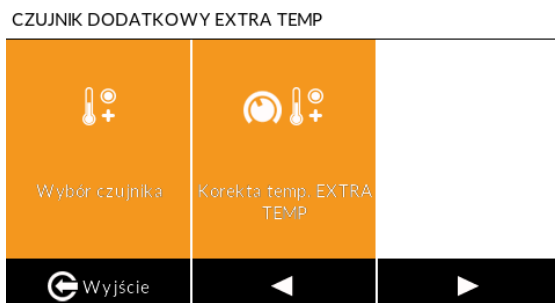 CZUJNIK DODATKOWY EXTRA TEMP
Wybór czujnika
Korekta temp. EXTRA
TEMP
Wyjście